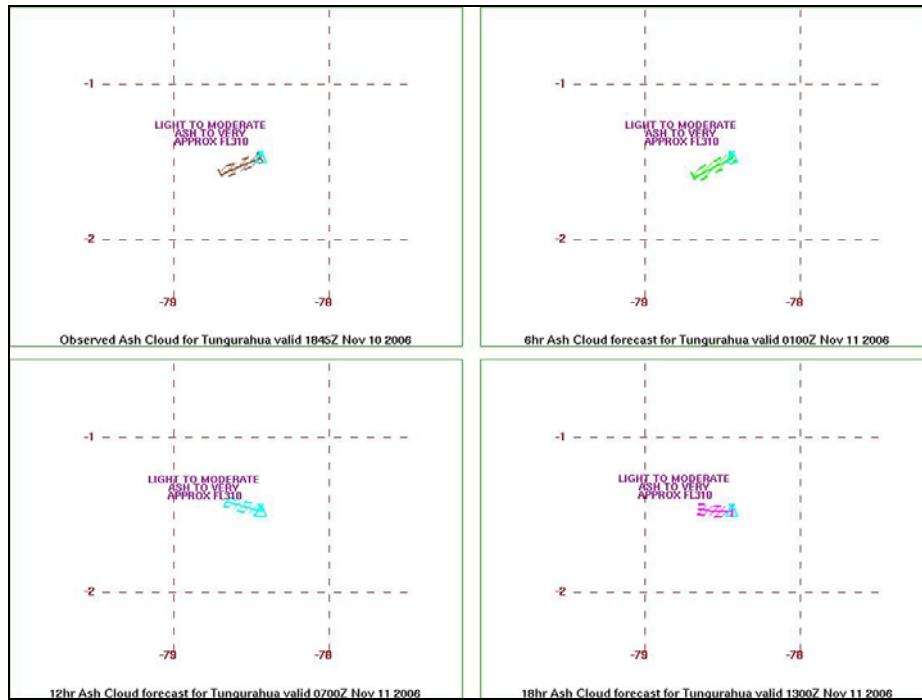 -1
LIGHT TO MODERATE
ASH TO VERY
APPROX FL310
-2
-79 -78
Observed Ash Cloud for Tungurahua valid 1845Z Nov 10 2006
-1
LIGHT TO MODERATE
ASH TO VERY
APPROX FL310
-2
-79 -78
6hr Ash Cloud forecast for Tungurahua valid 0100Z Nov 11 2006
-1
LIGHT TO MODERATE
ASH TO VERY
APPROX FL310
-2
-79 -78
12hr Ash Cloud forecast for Tungurahua valid 0700Z Nov 11 2006
-1
LIGHT TO MODERATE
ASH TO VERY
APPROX FL310
-2
-79 -78
18hr Ash Cloud forecast for Tungurahua valid 1300Z Nov 11 2006